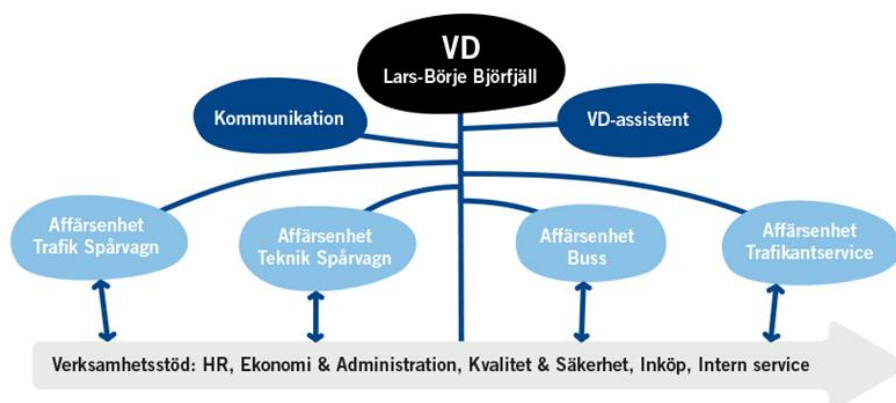 VD
Lars-Börje Björfjäll
Kommunikation
VD-assistent
Affärsenhet
Trafik Spårvagn
Affärsenhet
Teknik Spårvagn
Affärsenhet
Buss
Affärsenhet
Trafikantservice
Verksamhetsstöd: HR, Ekonomi & Administration, Kvalitet & Säkerhet, Inköp, Intern service